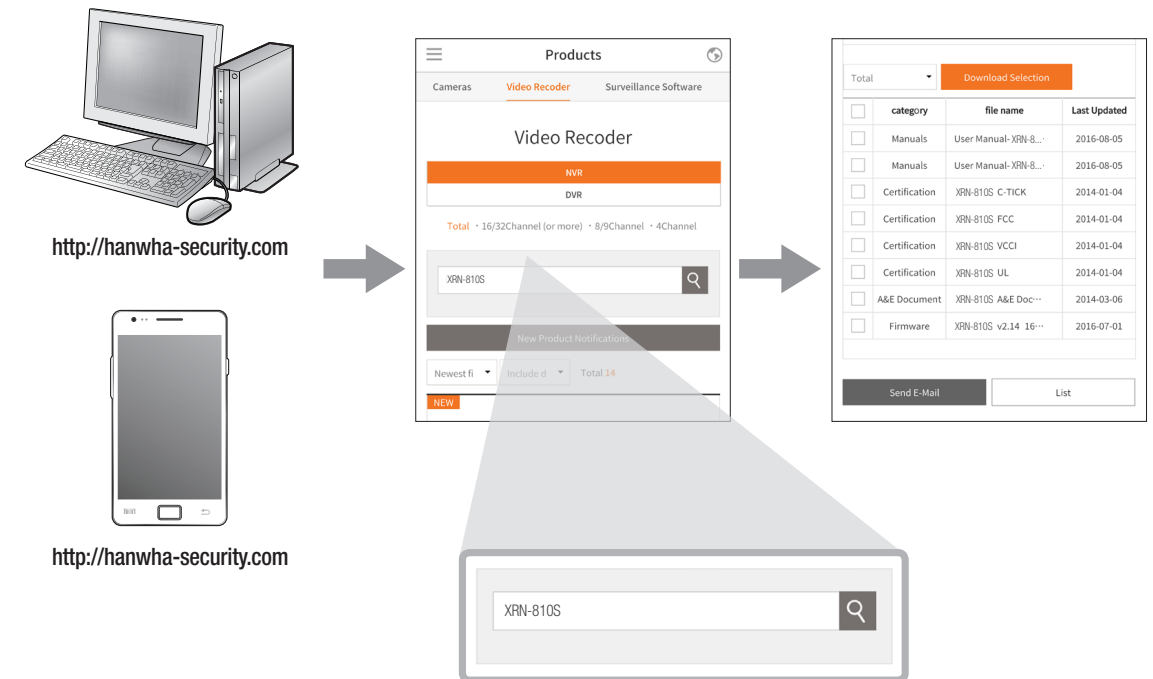 http://hanwha-security.com
http://hanwha-security.com
Products
Cameras Video Recoder Surveillance Software
Video Recoder
NVR
DVR
Total ・16/32Channel (or more) ・8/9Channel ・4Channel
XRN-810S
New Product Notifications
Newest fi Include d Total 14
NEW
XRN-810S
Total Download Selection
category file name Last Updated
Manuals User Manual-XRN-8… 2016-08-05
Manuals User Manual-XRN-8… 2016-08-05
Certification XRN-810S C-TICK 2014-01-04
Certification XRN-810S FCC 2014-01-04
Certification XRN-810S VCCI 2014-01-04
Certification XRN-810S UL 2014-01-04
A&E Document XRN-810S A&E Doc… 2014-03-06
Firmware XRN-810S v2.14 16… 2016-07-01
Send E-Mail List